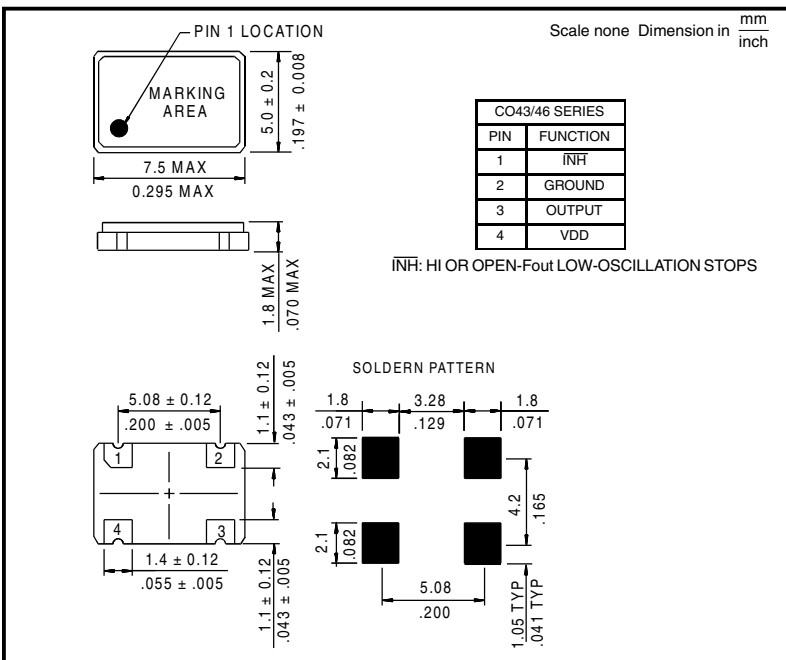 PIN 1 LOCATION
Scale none Dimension in mm
inch
MARKING
AREA
5.0 ± 0.2
.197 ± 0.008
7.5 MAX
0.295 MAX
CO43/46 SERIES
PIN FUNCTION
1 INH
2 GROUND
3 OUTPUT
4 VDD
INH: HI OR OPEN-Fout LOW-OSCILLATION STOPS
1.8 MAX
.070 MAX
SOLDERN PATTERN
5.08 ± 0.12
.200 ± .005
1.1 ± 0.12
.043 ± .005
1.8 3.28 1.8
.071 .129 .071
1 2
4 3
2.1
.082
4.2
.165
2.1
.082
1.4 ± 0.12
.055 ± .005
1.1 ± 0.12
.043 ± .005
5.08
.200
1.05 TYP
.041 TYP